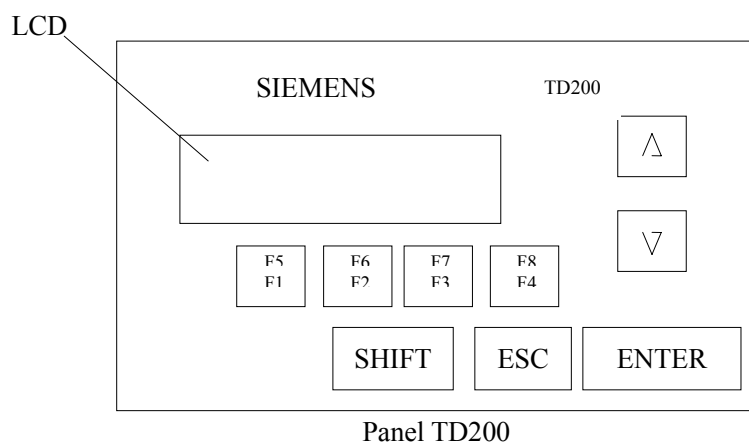 LCD
SIEMENS TD200
F5 F6 F7 F8
F1 F2 F3 F4
SHIFT ESC ENTER
Panel TD200